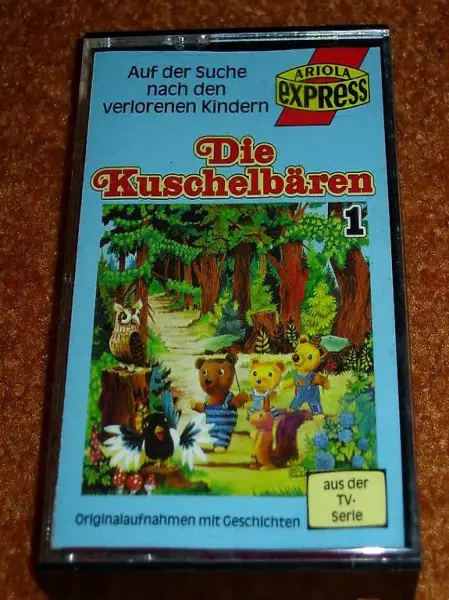 Auf der Suche
nach den
verlorenen Kindern
ARIOLA
EXPRESS
Die
Kuschelbären
1
Originalaufnahmen mit Geschichten
aus der
TV-
Serie